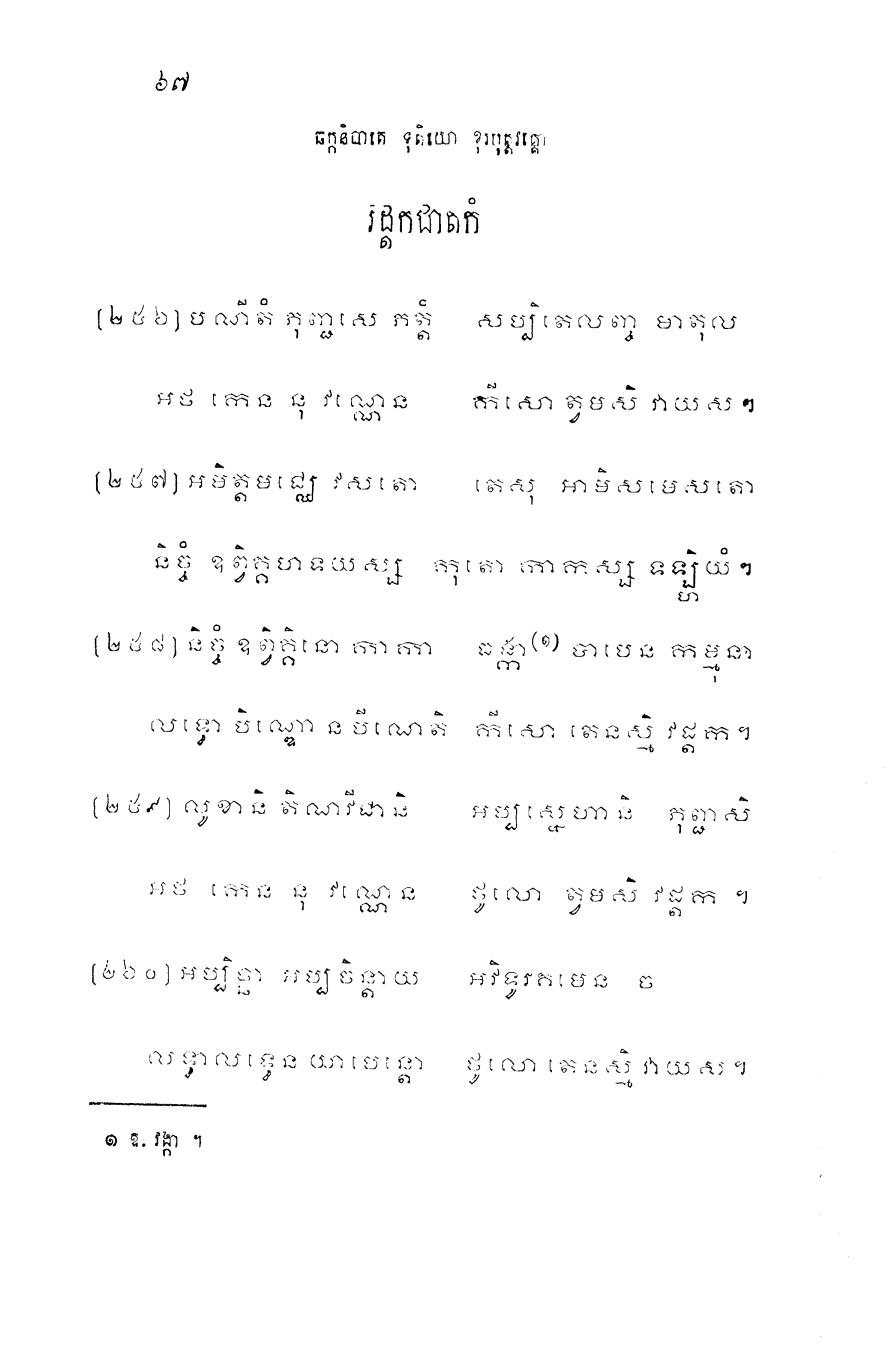 ៦៧
ឆក្កនិបាតេ ទុតិយោ ខុរបុត្តវគ្គោ
វដ្ដកជាតកំ
[២៥៦] បណីតំ ភុញ្ជសេ ភត្តំ សប្បិតេលញ្ច មាតុល
អថ កេន នុ វណ្ណេន កីសោ ត្វមសិ វាយស។
[២៥៧] អមិត្តមជ្ឈេ វសតោ តេសុ អាមិសមេសតោ
និច្ចំ ឧព្វិគ្គហទយស្ស កុតោ កាកស្ស ទឡ្ហិយំ។
[២៥៨] និច្ចំ ឧព្វិគ្គិនោ កាកា ធង្កា(១) បាបេន កម្មុនា
លទ្ធោ បិណ្ឌោ ន បីណេតិ កីសោ តេនស្មិ វដ្ដក។
[២៥៩] លូខានិ តិណវីជានិ អប្បស្នេហានិ ភុញ្ជសិ
អថ កេន នុ វណ្ណេន ថូលោ ត្វមសិ វដ្ដក ។
[២៦០] អប្បិច្ឆា អប្បចិន្តាយ អវិទូរគមេន ច
លទ្ធាលទ្ធេន យាបេន្តោ ថូលោ តេនស្មិ វាយស។
១ ឱ. វង្កា ។